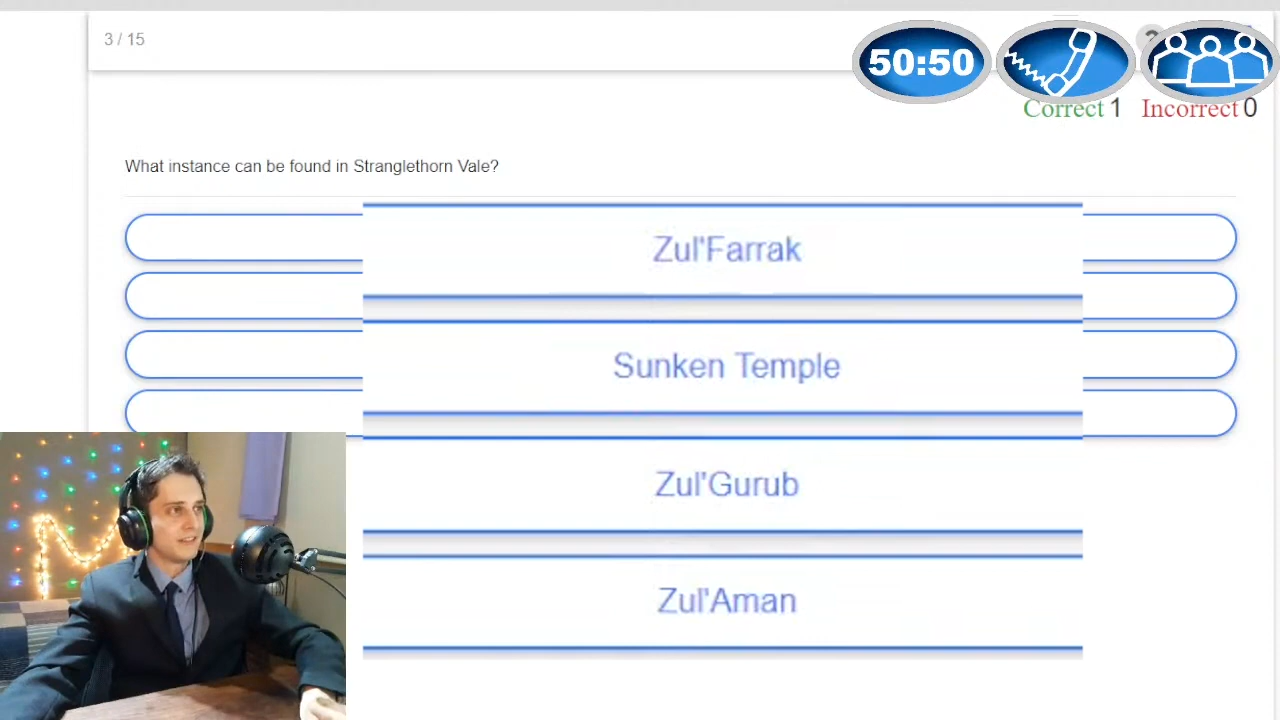 3 / 15
50:50
Correct 1 Incorrect 0
What instance can be found in Stranglethorn Vale?
Zul'Farrak
Sunken Temple
Zul'Gurub
Zul'Aman